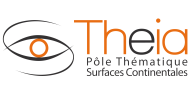 Theia
Pôle Thématique
Surfaces Continentales